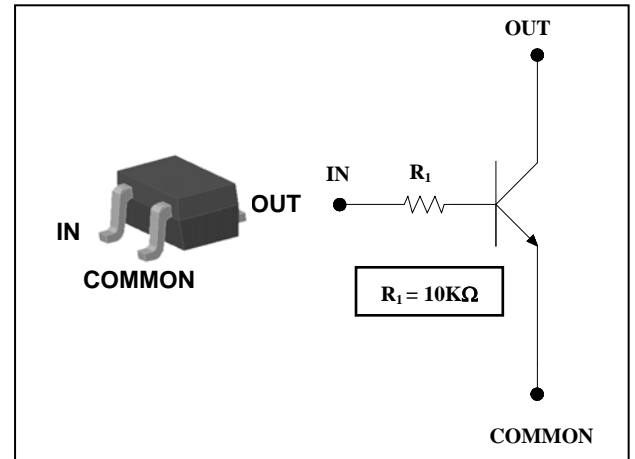 OUT
IN
R₁
OUT
IN
COMMON
R₁ = 10KΩ
COMMON